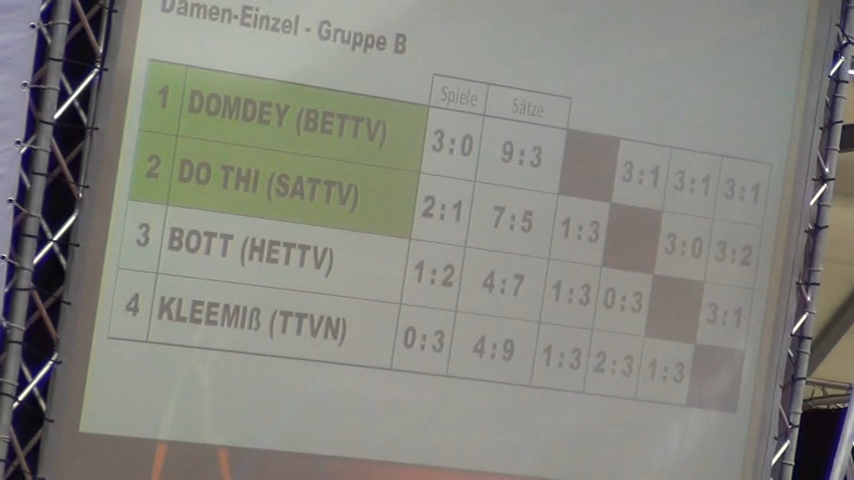 Damen-Einzel - Gruppe B
Spiele Sätze
1 DOMDEY (BETTV) 3:0 9:3 3:1 3:1 3:1
2 DO THI (SATTV) 2:1 7:5 1:3 3:0 3:2
3 BOTT (HETTV) 1:2 4:7 1:3 0:3 3:1
4 KLEEMIß (TTVN) 0:3 4:9 1:3 2:3 1:3